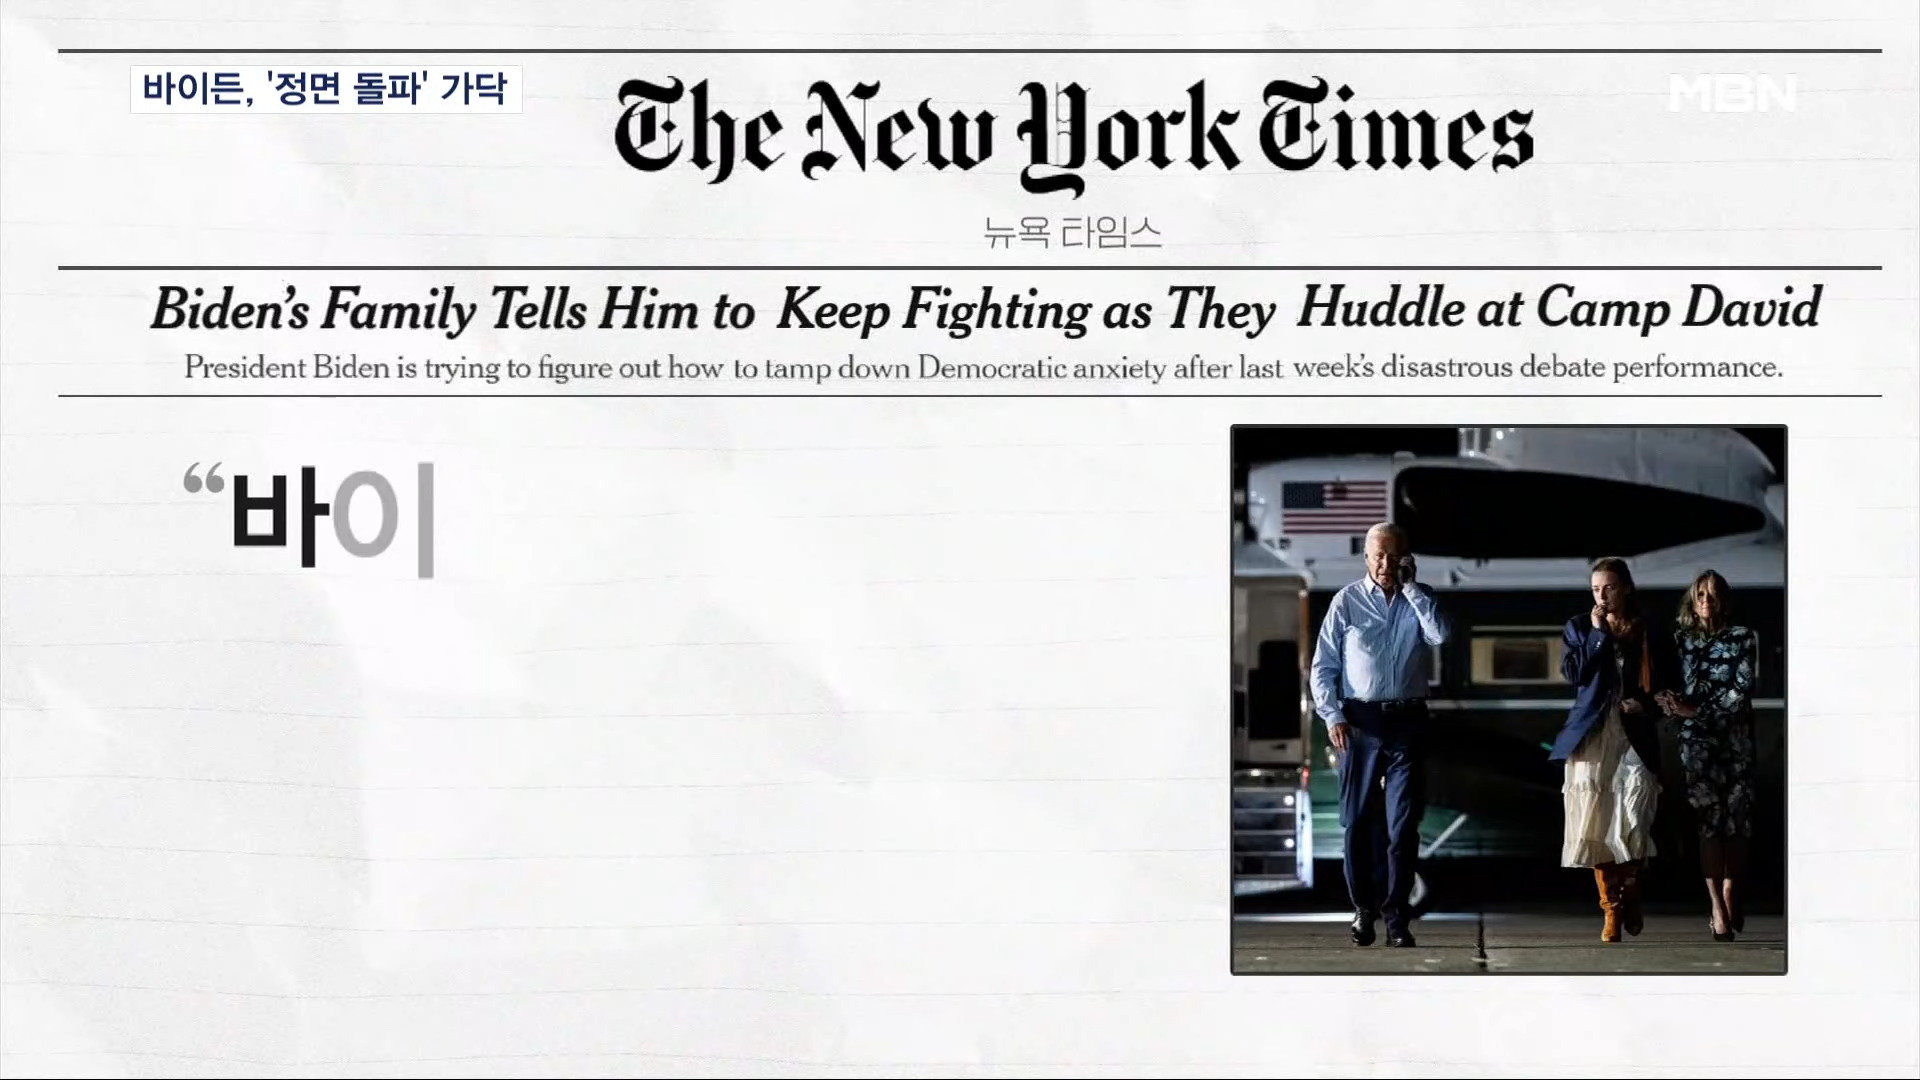 바이든, '정면 돌파' 가닥
MBN
The New York Times
뉴욕 타임스
Biden's Family Tells Him to Keep Fighting as They Huddle at Camp David
President Biden is trying to figure out how to tamp down Democratic anxiety after last week's disastrous debate performance.
“바이